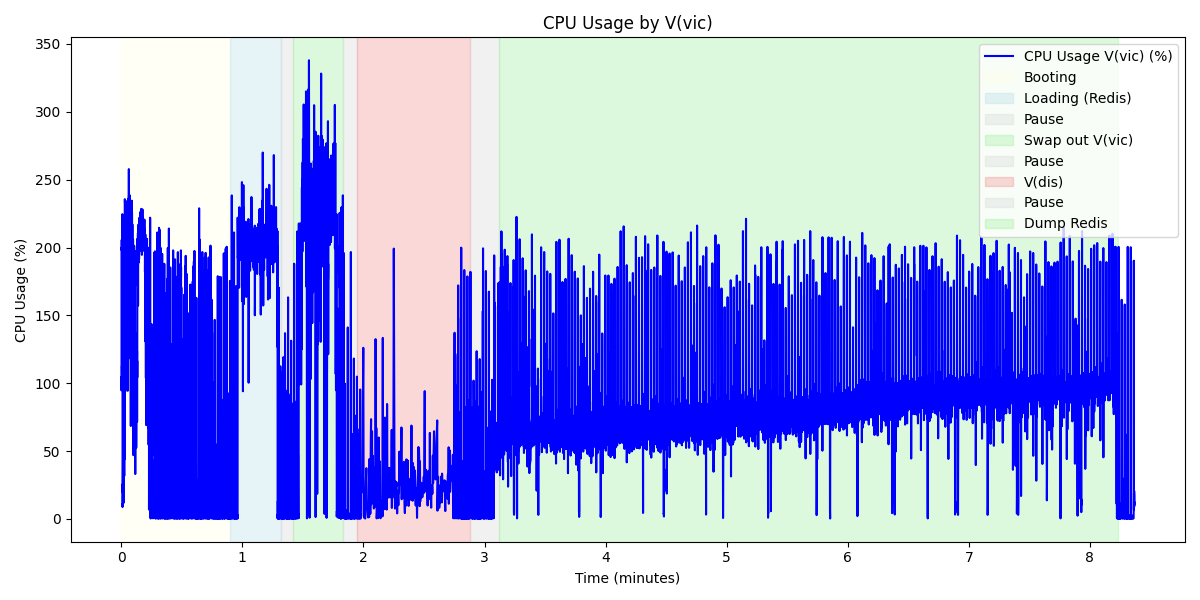 CPU Usage by V(vic)
CPU Usage (%)
350
300
250
200
150
100
50
0
CPU Usage V(vic) (%)
Booting
Loading (Redis)
Pause
Swap out V(vic)
Pause
V(dis)
Pause
Dump Redis
0 1 2 3 4 5 6 7 8
Time (minutes)